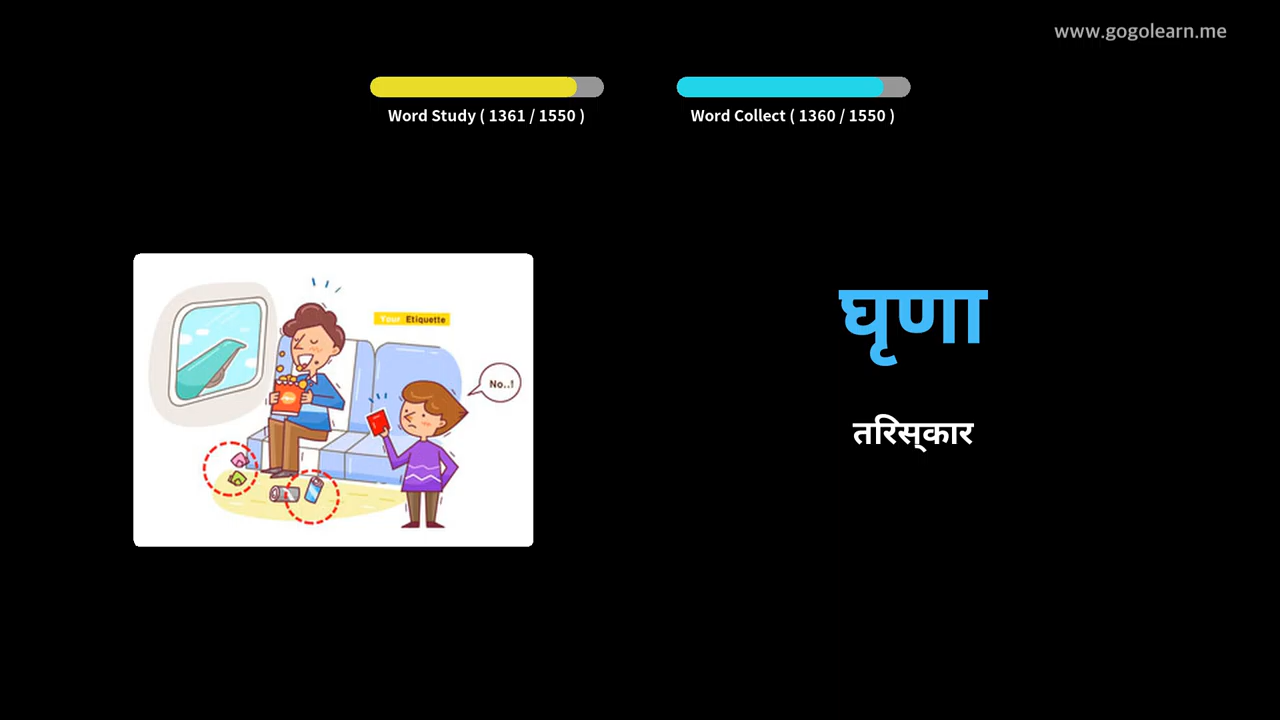 www.gogolearn.me
Word Study ( 1361 / 1550 )
Word Collect ( 1360 / 1550 )
Your Etiquette
No..!
घृणा
तरिस्कार